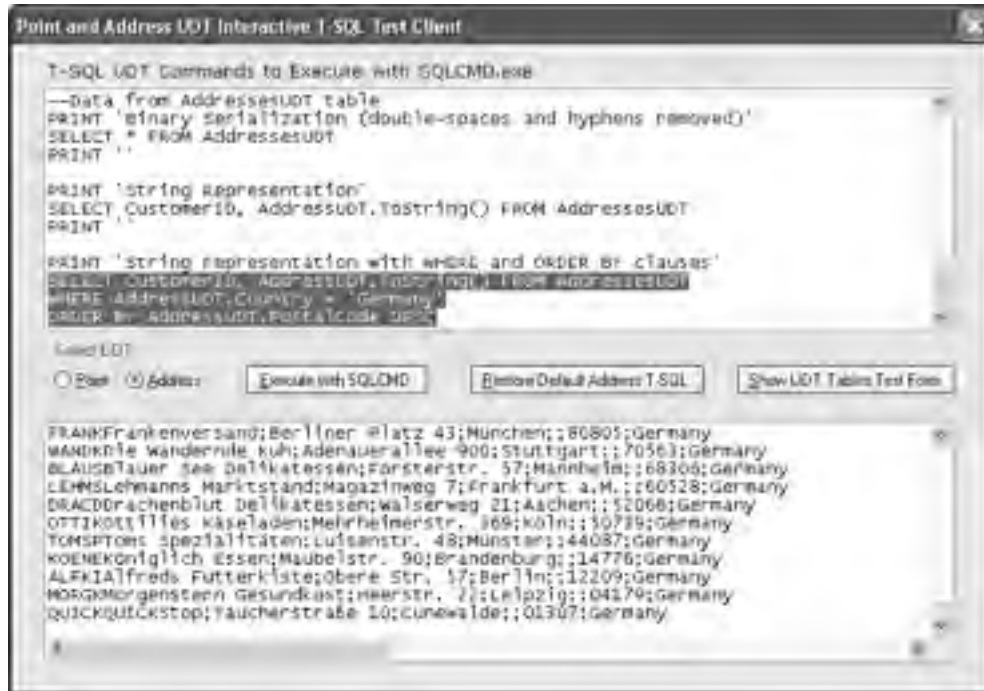 Point and Address UDT Interactive T-SQL Test Client
T-SQL UDT Commands to Execute with SQLCMD.exe
--Data from AddressesUDT table
PRINT 'Binary Serialization (double-spaces and hyphens removed)'
SELECT * FROM AddressesUDT
PRINT ''
PRINT 'String Representation'
SELECT CustomerID, AddressUDT.ToString() FROM AddressesUDT
PRINT ''
PRINT 'String representation with WHERE and ORDER BY clauses'
SELECT CustomerID, AddressUDT.ToString() FROM AddressesUDT
WHERE AddressUDT.Country = 'Germany'
ORDER BY AddressUDT.PostalCode DESC
Select UDT
Point Address Execute with SQLCMD Restore Default Address T-SQL Show UDT Tables Test Form
FRANKFrankenversand;Berliner Platz 43;München;;80805;Germany
WANDKDie Wandernde Kuh;Adenauerallee 900;Stuttgart;;70563;Germany
BLAUSBlauer See Delikatessen;Forsterstr. 57;Mannheim;;68306;Germany
LEHMSLehmanns Marktstand;Magazinweg 7;Frankfurt a.M.;;60528;Germany
DRACDDrachenblut Delikatessen;Walserweg 21;Aachen;;52066;Germany
OTTIKOttilies Käseladen;Mehrheimerstr. 369;Köln;;50739;Germany
TOMSPToms Spezialitäten;Luisenstr. 48;Münster;;44087;Germany
KOENEKöniglich Essen;Maubelstr. 90;Brandenburg;;14776;Germany
ALFKIAlfreds Futterkiste;Obere Str. 57;Berlin;;12209;Germany
MORGKMorgenstern Gesundkost;Heerstr. 22;Leipzig;;04179;Germany
QUICKQUICKStop;Taucherstraße 10;Cunewalde;;01307;Germany